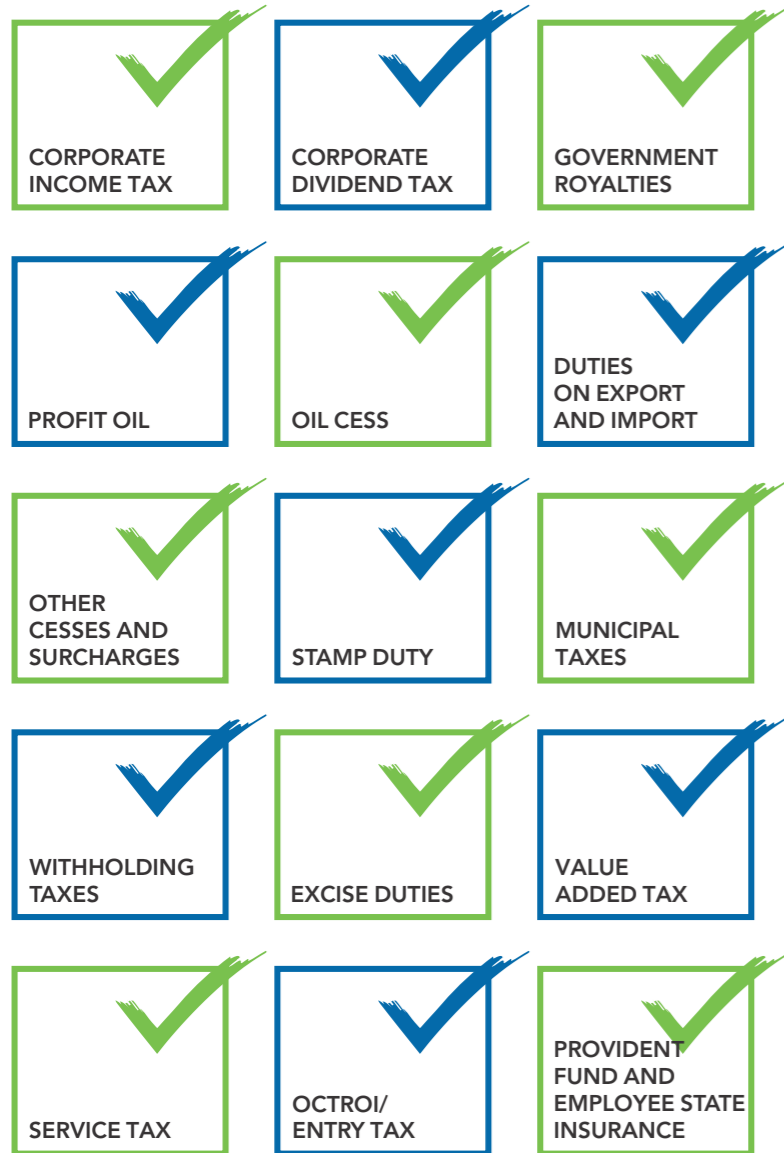 CORPORATE
INCOME TAX
CORPORATE
DIVIDEND TAX
GOVERNMENT
ROYALTIES
PROFIT OIL
OIL CESS
DUTIES
ON EXPORT
AND IMPORT
OTHER
CESSES AND
SURCHARGES
STAMP DUTY
MUNICIPAL
TAXES
WITHHOLDING
TAXES
EXCISE DUTIES
VALUE
ADDED TAX
SERVICE TAX
OCTROI/
ENTRY TAX
PROVIDENT
FUND AND
EMPLOYEE STATE
INSURANCE